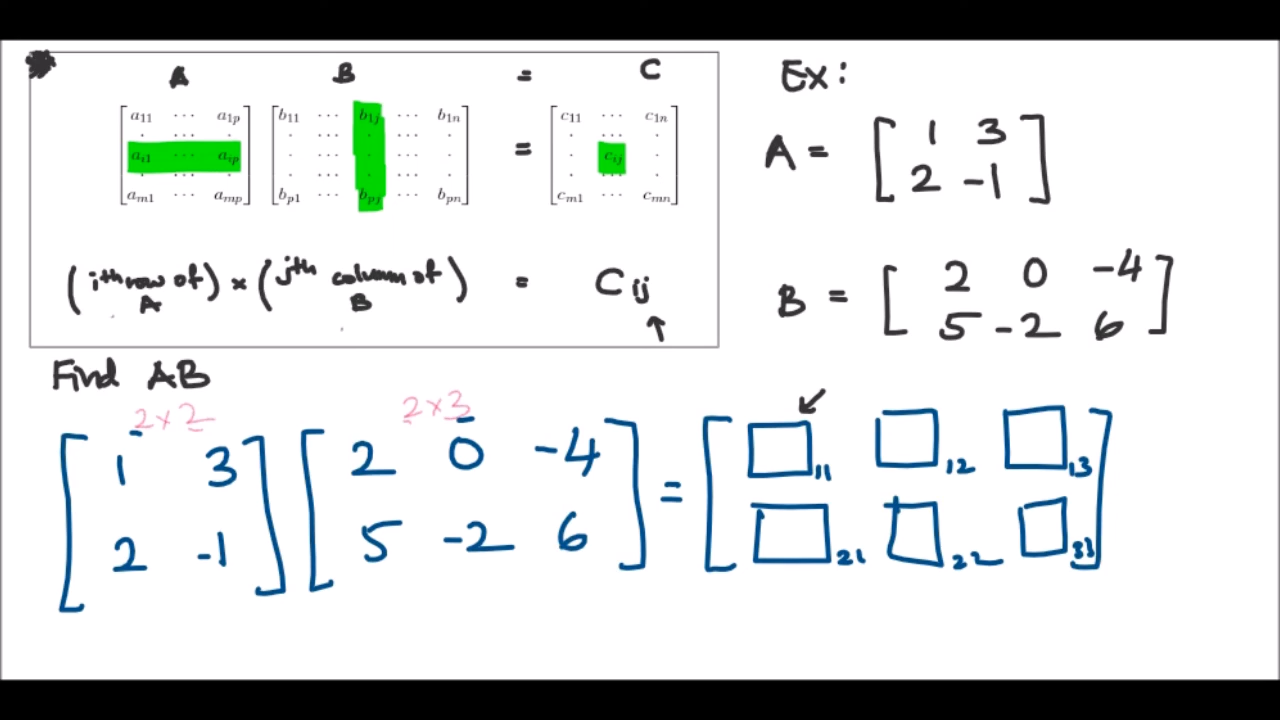 A B = C
a11 ⋯ a1p b11 ⋯ b1j ⋯ b1n c11 ⋯ c1n
. ⋯ . . ⋯ . ⋯ . . ⋯ .
ai1 ⋯ aip . ⋯ . ⋯ . = . cij .
. ⋯ . . ⋯ . ⋯ . . ⋯ .
am1 ⋯ amp bp1 ⋯ bpj ⋯ bpn cm1 ⋯ cmn
(ith row of A) × (jth column of B) = Cij
↑
Ex:
A = [ 1 3
2 -1 ]
B = [ 2 0 -4
5 -2 6 ]
Find AB
2×2 2×3
[ 1 3 ] [ 2 0 -4 ] = [ □11 □12 □13 ]
[ 2 -1 ] [ 5 -2 6 ] [ □21 □22 □33 ]